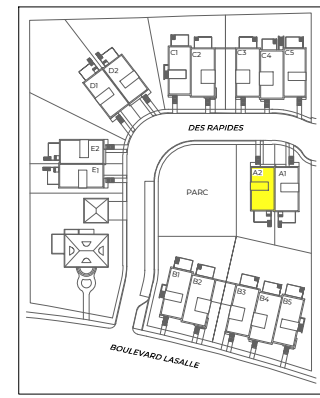 C1 C2 C3 C4 C5
D1 D2
DES RAPIDES
E2
E1
A2 A1
PARC
B1 B2 B3 B4 B5
BOULEVARD LASALLE